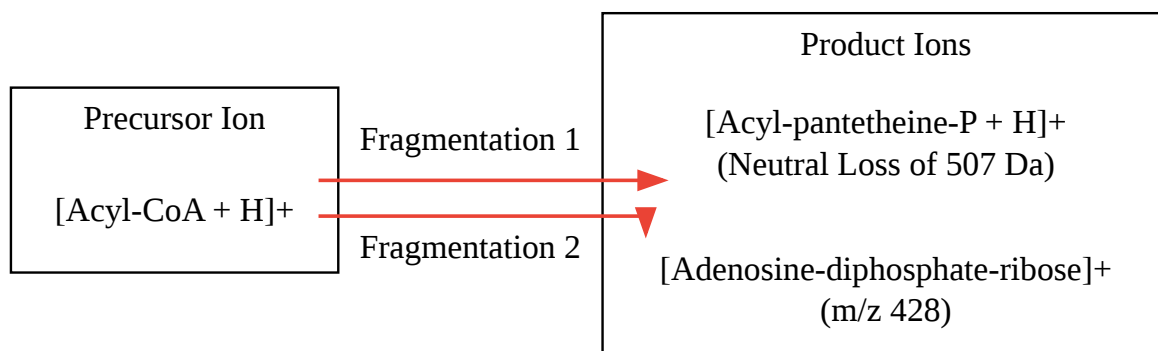 Precursor Ion
[Acyl-CoA + H]+
Fragmentation 1
Fragmentation 2
Product Ions
[Acyl-pantetheine-P + H]+
(Neutral Loss of 507 Da)
[Adenosine-diphosphate-ribose]+
(m/z 428)